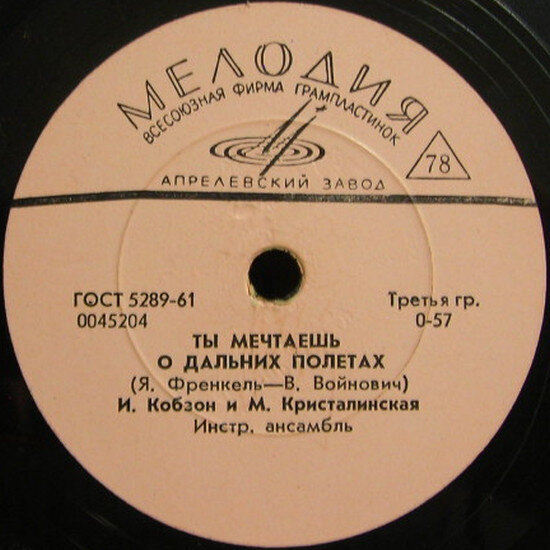 МЕЛОДИЯ
ВСЕСОЮЗНАЯ ФИРМА ГРАМПЛАСТИНОК
78
АПРЕЛЕВСКИЙ ЗАВОД
ГОСТ 5289-61
Третья гр.
0045204
0-57
ТЫ МЕЧТАЕШЬ
О ДАЛЬНИХ ПОЛЕТАХ
(Я. Френкель—В. Войнович)
И. Кобзон и М. Кристалинская
Инстр. ансамбль